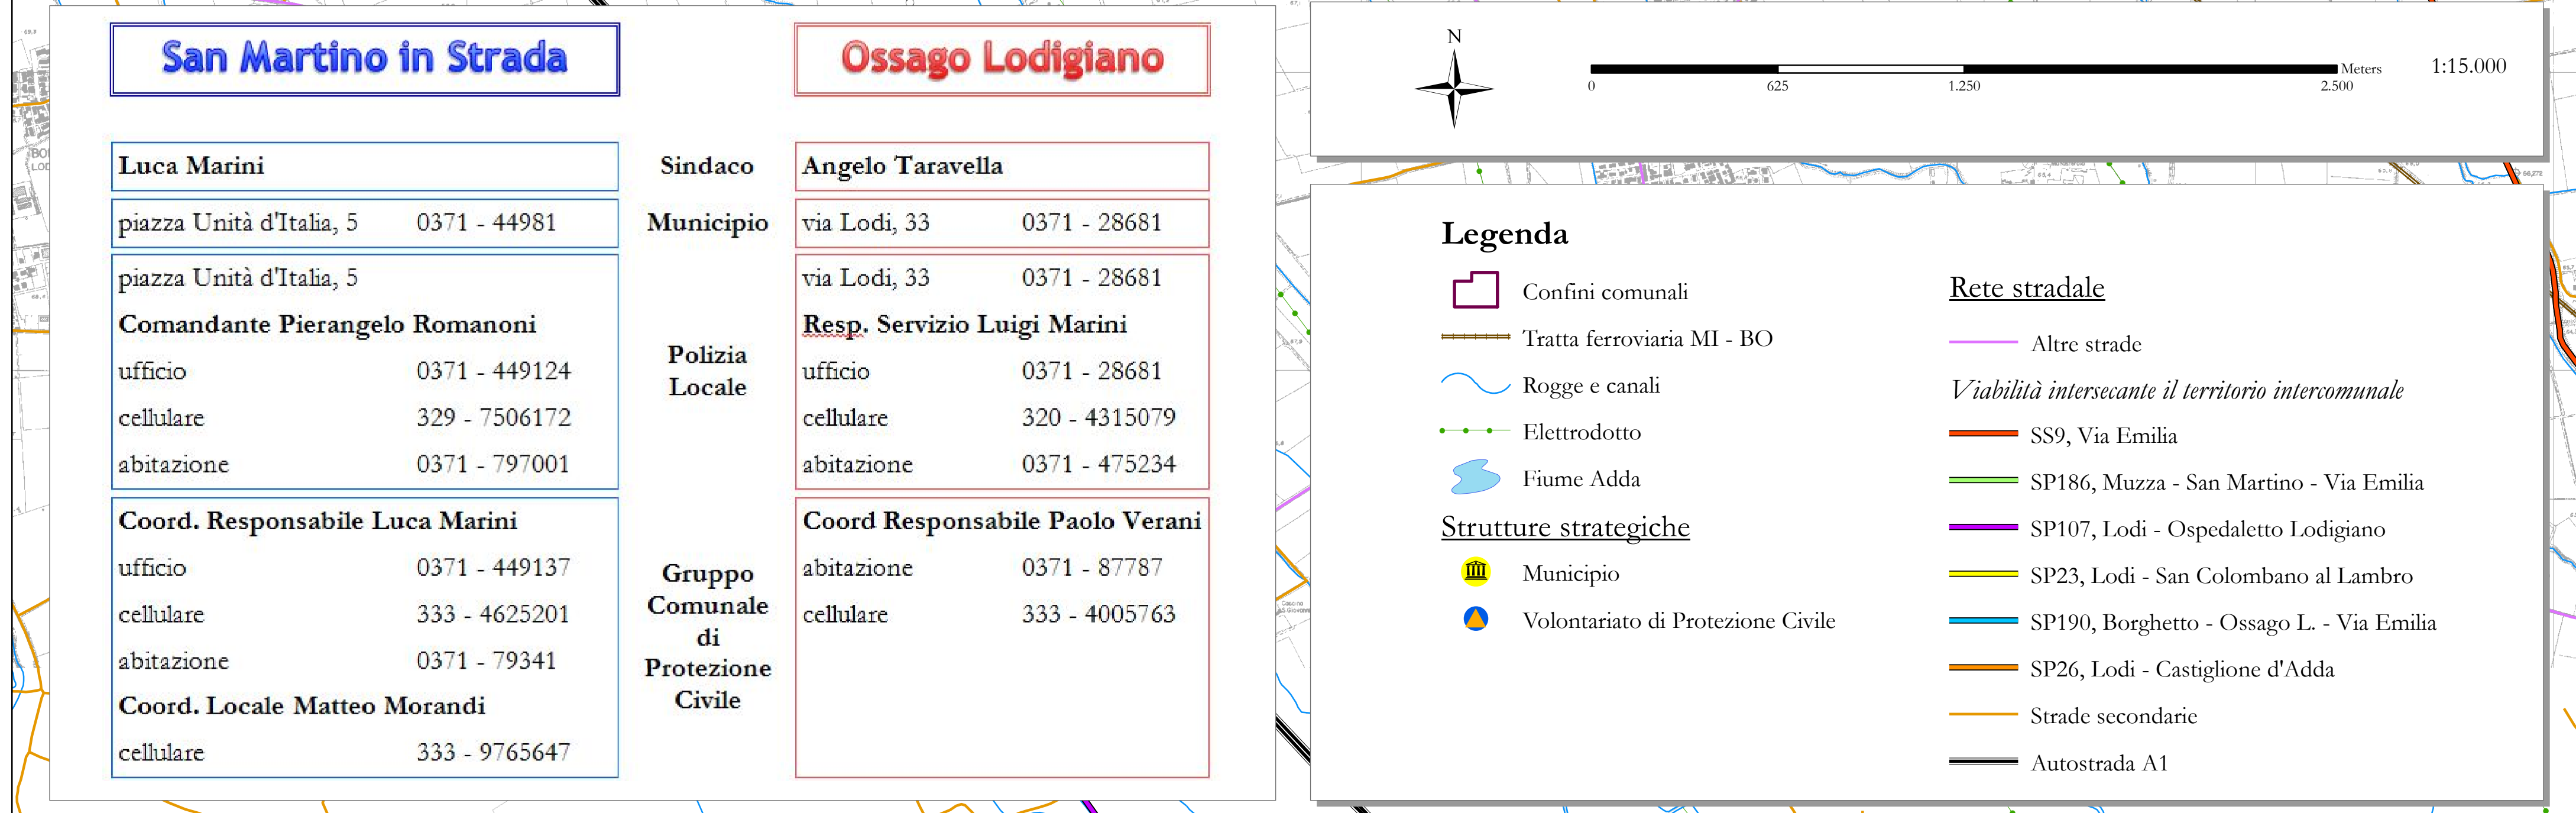 San Martino in Strada
Ossago Lodigiano
Luca Marini
Sindaco
Angelo Taravella
piazza Unità d'Italia, 5 0371 - 44981
Municipio
via Lodi, 33 0371 - 28681
piazza Unità d'Italia, 5
Comandante Pierangelo Romanoni
ufficio 0371 - 449124
cellulare 329 - 7506172
abitazione 0371 - 797001
Polizia
Locale
via Lodi, 33 0371 - 28681
Resp. Servizio Luigi Marini
ufficio 0371 - 28681
cellulare 320 - 4315079
abitazione 0371 - 475234
Coord. Responsabile Luca Marini
ufficio 0371 - 449137
cellulare 333 - 4625201
abitazione 0371 - 79341
Coord. Locale Matteo Morandi
cellulare 333 - 9765647
Gruppo
Comunale
di
Protezione
Civile
Coord Responsabile Paolo Verani
abitazione 0371 - 87787
cellulare 333 - 4005763
N
Meters
1:15.000
0 625 1.250 2.500
Legenda
Confini comunali
Tratta ferroviaria MI - BO
Rogge e canali
Elettrodotto
Fiume Adda
Strutture strategiche
Municipio
Volontariato di Protezione Civile
Rete stradale
Altre strade
Viabilità intersecante il territorio intercomunale
SS9, Via Emilia
SP186, Muzza - San Martino - Via Emilia
SP107, Lodi - Ospedaletto Lodigiano
SP23, Lodi - San Colombano al Lambro
SP190, Borghetto - Ossago L. - Via Emilia
SP26, Lodi - Castiglione d'Adda
Strade secondarie
Autostrada A1